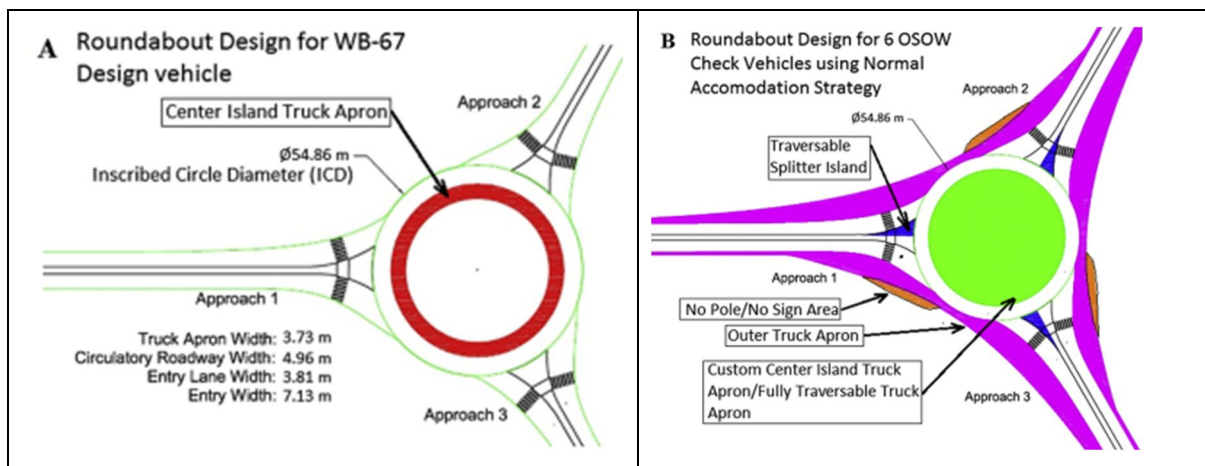 A Roundabout Design for WB-67
Design vehicle
Approach 2
Center Island Truck Apron
Ø54.86 m
Inscribed Circle Diameter (ICD)
Approach 1
Truck Apron Width: 3.73 m
Circulatory Roadway Width: 4.96 m
Entry Lane Width: 3.81 m
Entry Width: 7.13 m
Approach 3
B Roundabout Design for 6 OSOW
Check Vehicles using Normal
Accomodation Strategy
Approach 2
Ø54.86 m
Traversable
Splitter Island
Approach 1
No Pole/No Sign Area
Outer Truck Apron
Custom Center Island Truck
Apron/Fully Traversable Truck
Apron
Approach 3